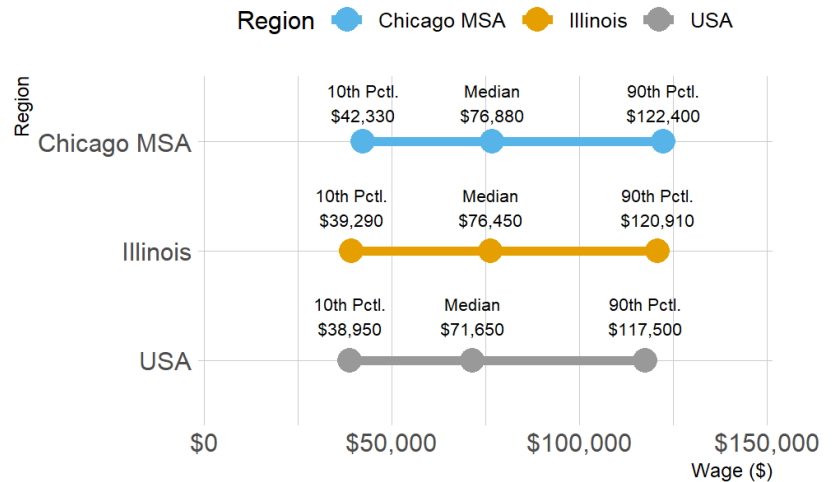 Region Chicago MSA Illinois USA
Region
10th Pctl. Median 90th Pctl.
$42,330 $76,880 $122,400
Chicago MSA
10th Pctl. Median 90th Pctl.
$39,290 $76,450 $120,910
Illinois
10th Pctl. Median 90th Pctl.
$38,950 $71,650 $117,500
USA
$0 $50,000 $100,000 $150,000
Wage ($)